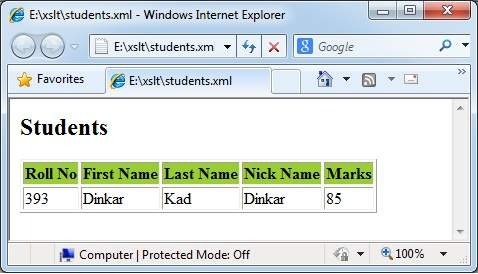 E:\xslt\students.xml - Windows Internet Explorer
E:\xslt\students.xm Google
Favorites E:\xslt\students.xml
Students
Roll No First Name Last Name Nick Name Marks
393 Dinkar Kad Dinkar 85
Computer | Protected Mode: Off 100%